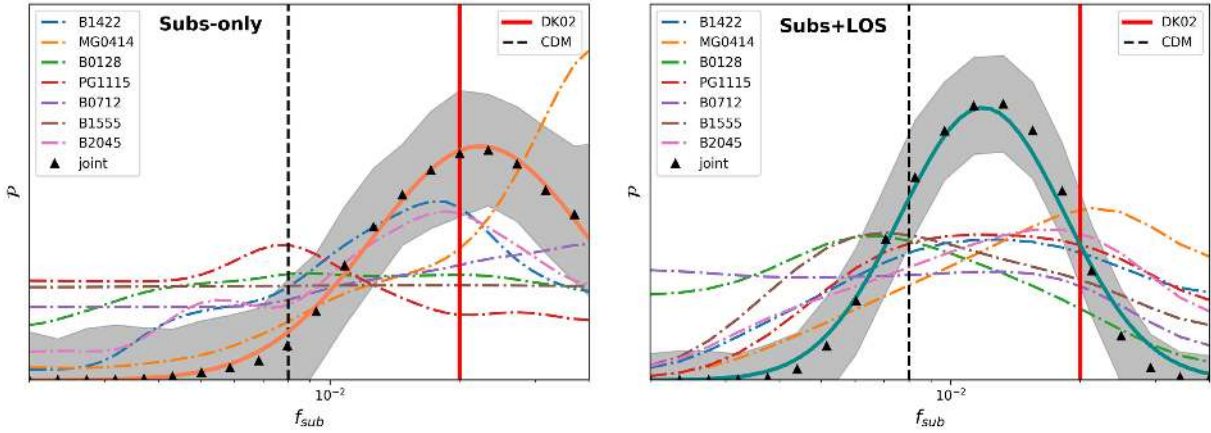 Subs-only
B1422
MG0414
B0128
PG1115
B0712
B1555
B2045
joint
DK02
CDM
𝒫
10⁻²
f_sub
Subs+LOS
B1422
MG0414
B0128
PG1115
B0712
B1555
B2045
joint
DK02
CDM
𝒫
10⁻²
f_sub